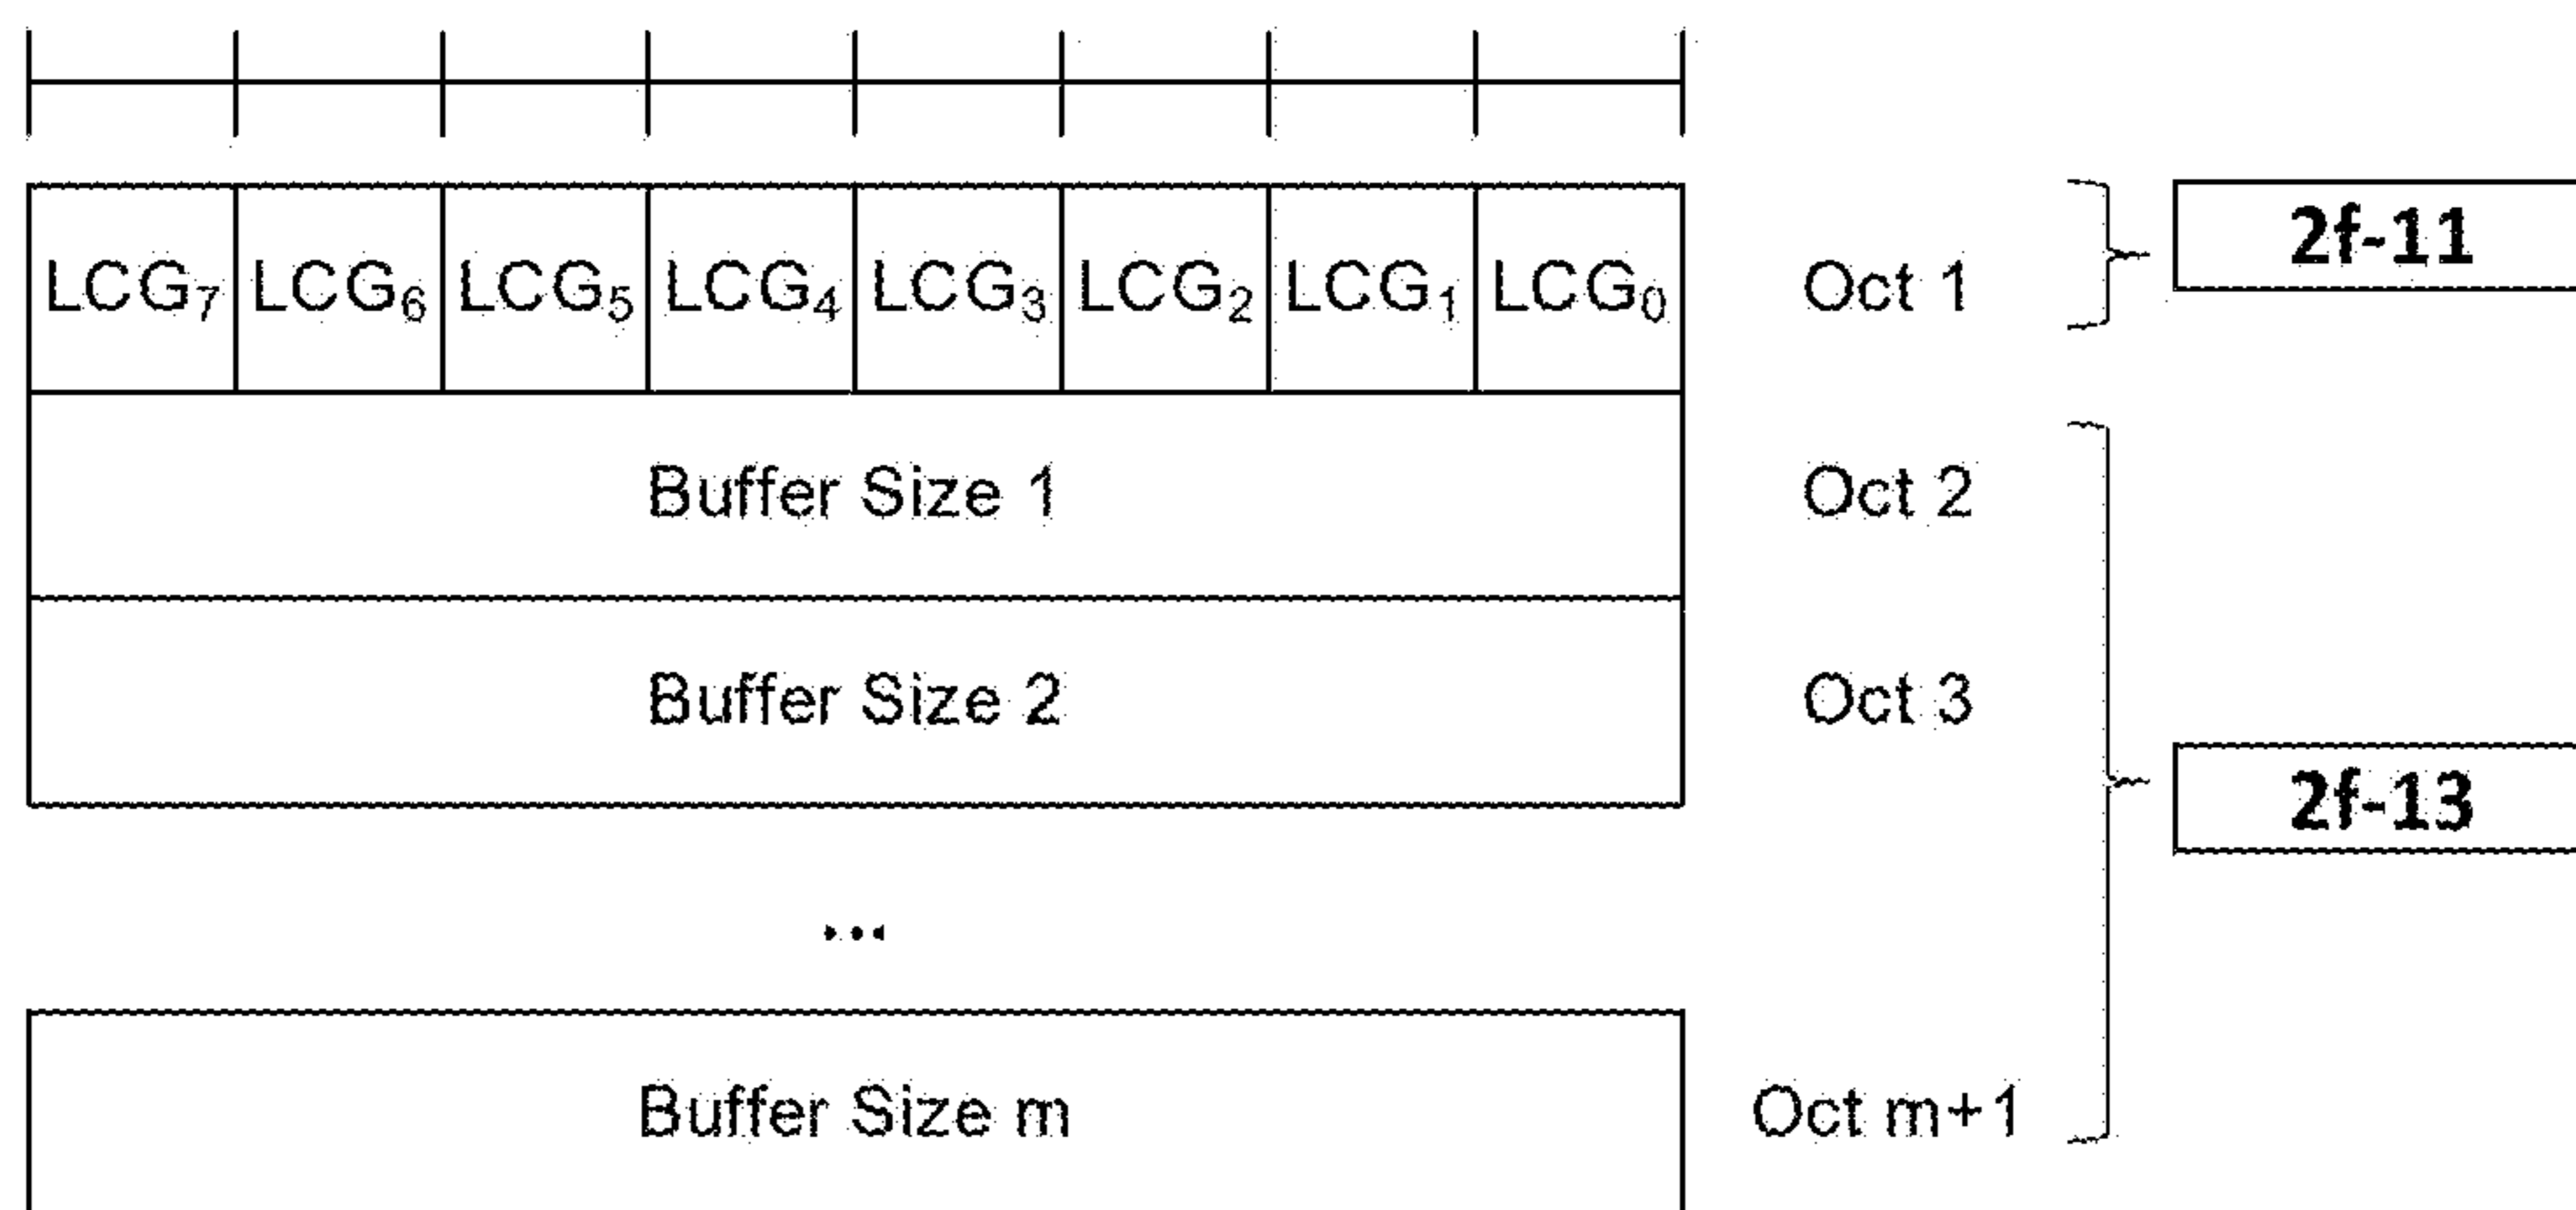 LCG₇ LCG₆ LCG₅ LCG₄ LCG₃ LCG₂ LCG₁ LCG₀ Oct 1 2f-11
Buffer Size 1 Oct 2
Buffer Size 2 Oct 3
2f-13
...
Buffer Size m Oct m+1